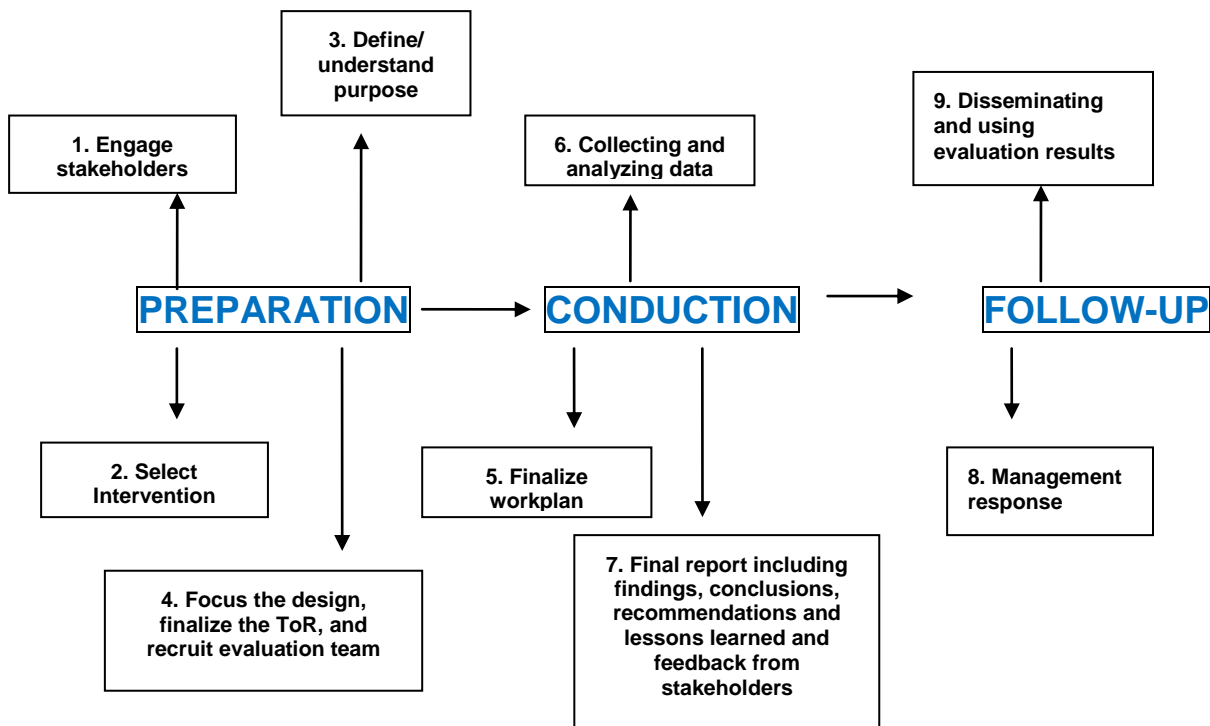 3. Define/
understand
purpose
1. Engage
stakeholders
6. Collecting and
analyzing data
9. Disseminating
and using
evaluation results
PREPARATION
CONDUCTION
FOLLOW-UP
2. Select
Intervention
5. Finalize
workplan
8. Management
response
4. Focus the design,
finalize the ToR, and
recruit evaluation team
7. Final report including
findings, conclusions,
recommendations and
lessons learned and
feedback from
stakeholders